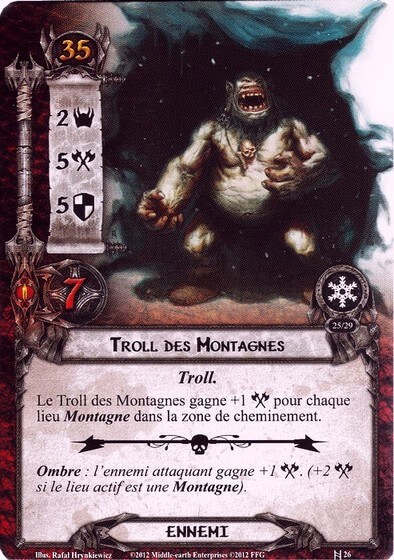 35
2
5
5
7
25/29
Troll des Montagnes
Troll.
Le Troll des Montagnes gagne +1 pour chaque
lieu Montagne dans la zone de cheminement.
Ombre : l'ennemi attaquant gagne +1 . (+2
si le lieu actif est une Montagne).
ENNEMI
Illus. Rafal Hrynkiewicz ©2012 Middle-earth Enterprises ©2012 FFG 26